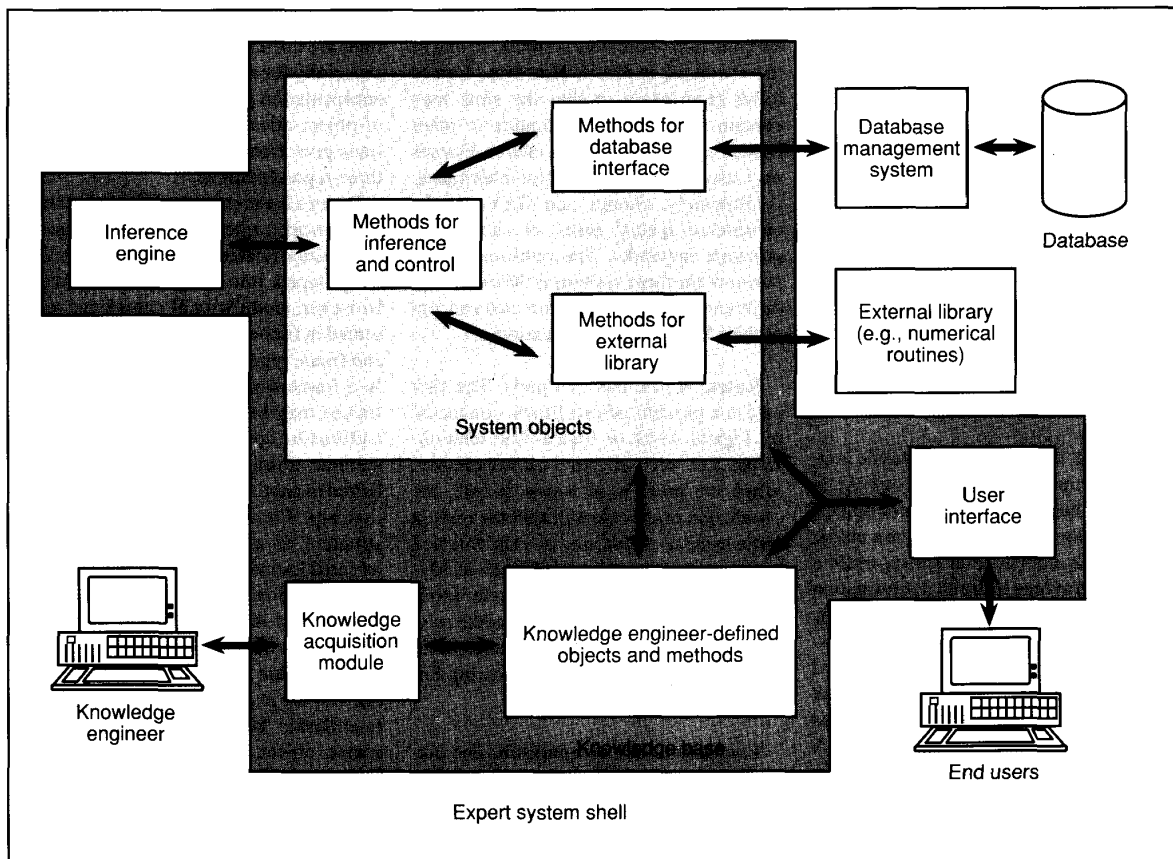 Methods for
database
interface
Database
management
system
Database
Inference
engine
Methods for
inference
and control
Methods for
external
library
External library
(e.g., numerical
routines)
System objects
User
interface
Knowledge
acquisition
module
Knowledge engineer-defined
objects and methods
Knowledge
engineer
Knowledge base
End users
Expert system shell